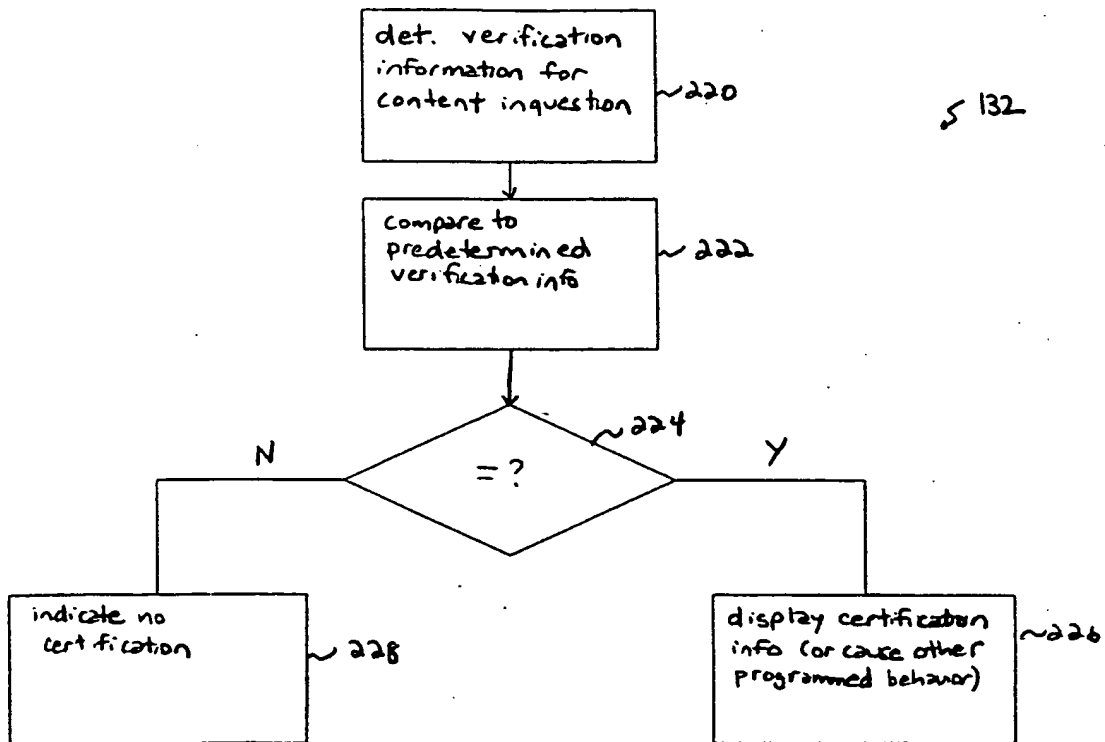 det. verification
information for
content inquestion
220
132
compare to
predetermined
verification info
222
224
N
= ?
Y
indicate no
certification
228
display certification
info (or cause other
programmed behavor)
226